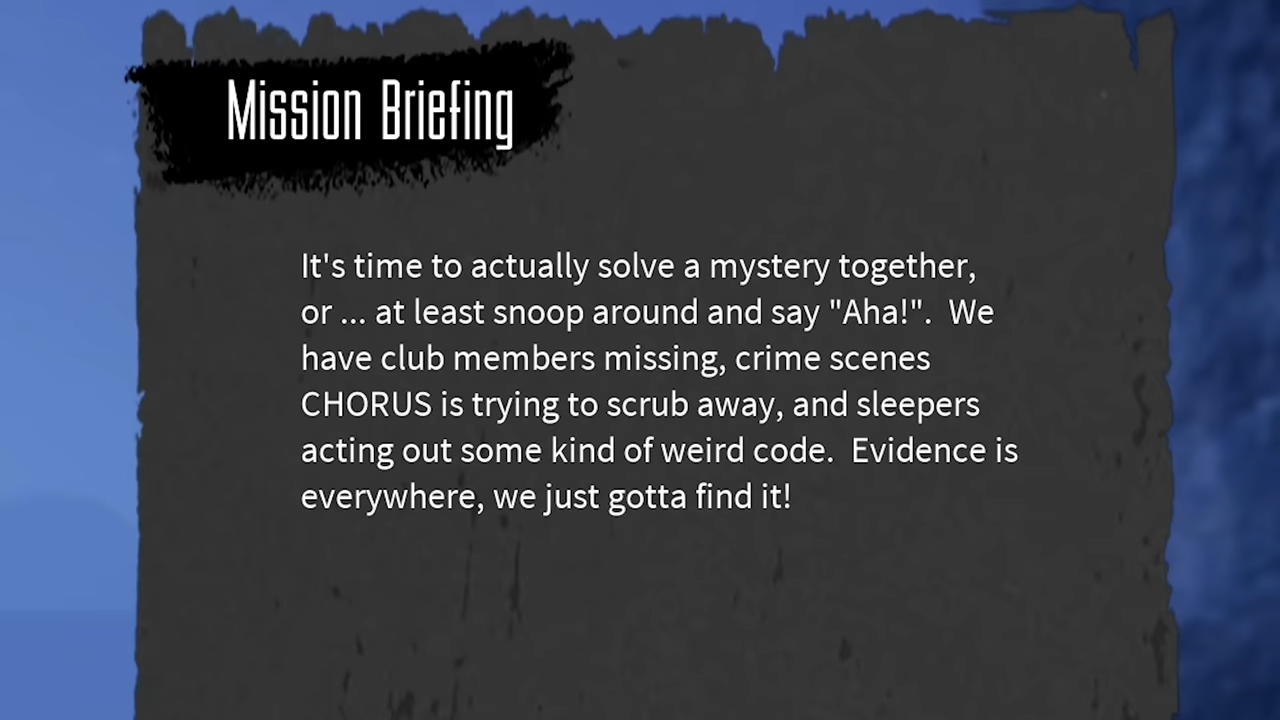 Mission Briefing
It's time to actually solve a mystery together,
or ... at least snoop around and say "Aha!".  We
have club members missing, crime scenes
CHORUS is trying to scrub away, and sleepers
acting out some kind of weird code.  Evidence is
everywhere, we just gotta find it!